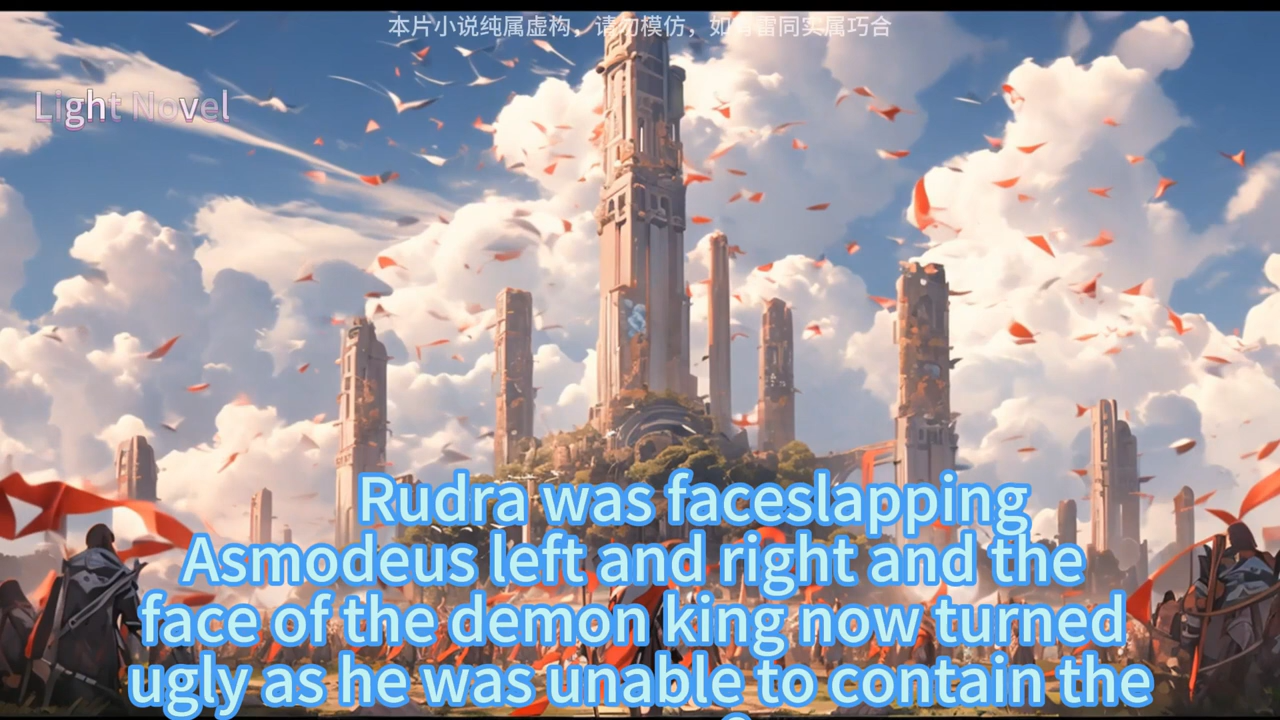 本片小说纯属虚构，请勿模仿，如有雷同实属巧合
Light Novel
Rudra was faceslapping
Asmodeus left and right and the
face of the demon king now turned
ugly as he was unable to contain the